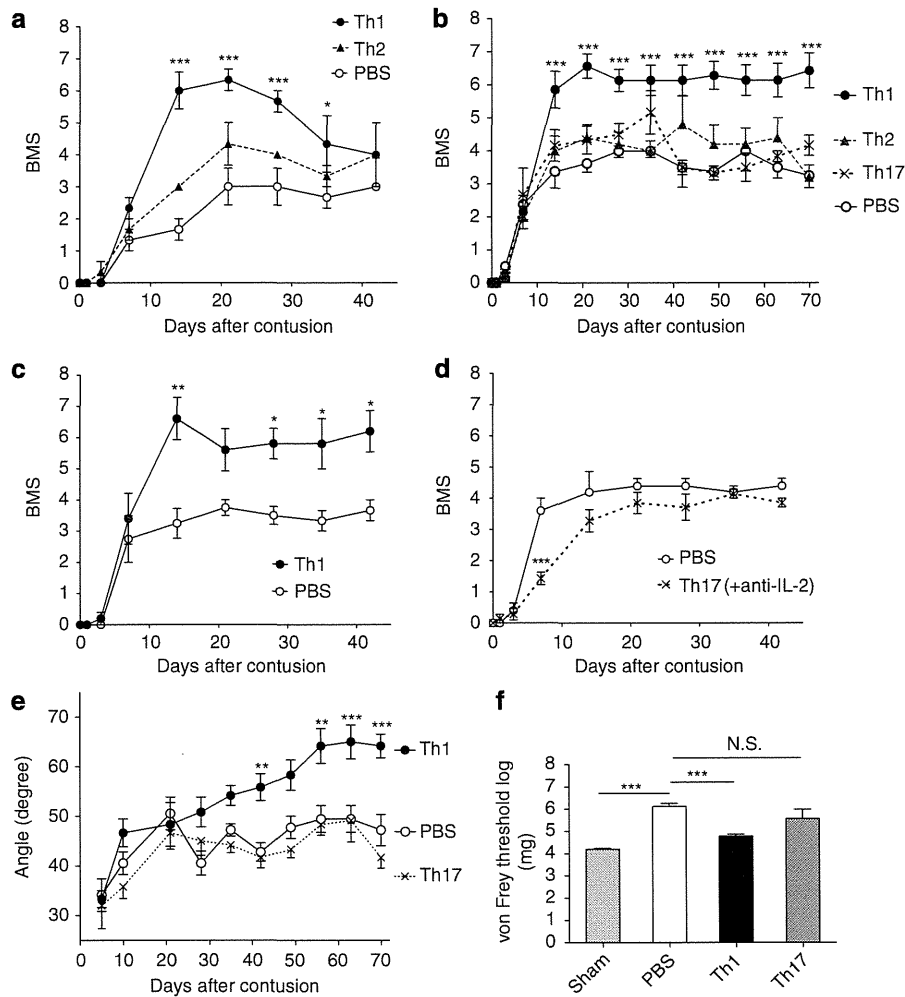 a
8
7
6
5
4
3
2
1
0
BMS
0 10 20 30 40
Days after contusion
*** *** *** *
Th1
Th2
PBS
b
8
7
6
5
4
3
2
1
0
BMS
0 10 20 30 40 50 60 70
Days after contusion
*** *** *** *** *** *** *** *** ***
Th1
Th2
Th17
PBS
c
8
7
6
5
4
3
2
1
0
BMS
0 10 20 30 40
Days after contusion
** * * *
Th1
PBS
d
8
7
6
5
4
3
2
1
0
BMS
0 10 20 30 40
Days after contusion
***
PBS
Th17 (+anti-IL-2)
e
70
60
50
40
30
Angle (degree)
0 10 20 30 40 50 60 70
Days after contusion
** ** *** ***
Th1
PBS
Th17
f
8
7
6
5
4
3
2
1
0
von Frey threshold log
(mg)
N.S.
*** ***
Sham PBS Th1 Th17